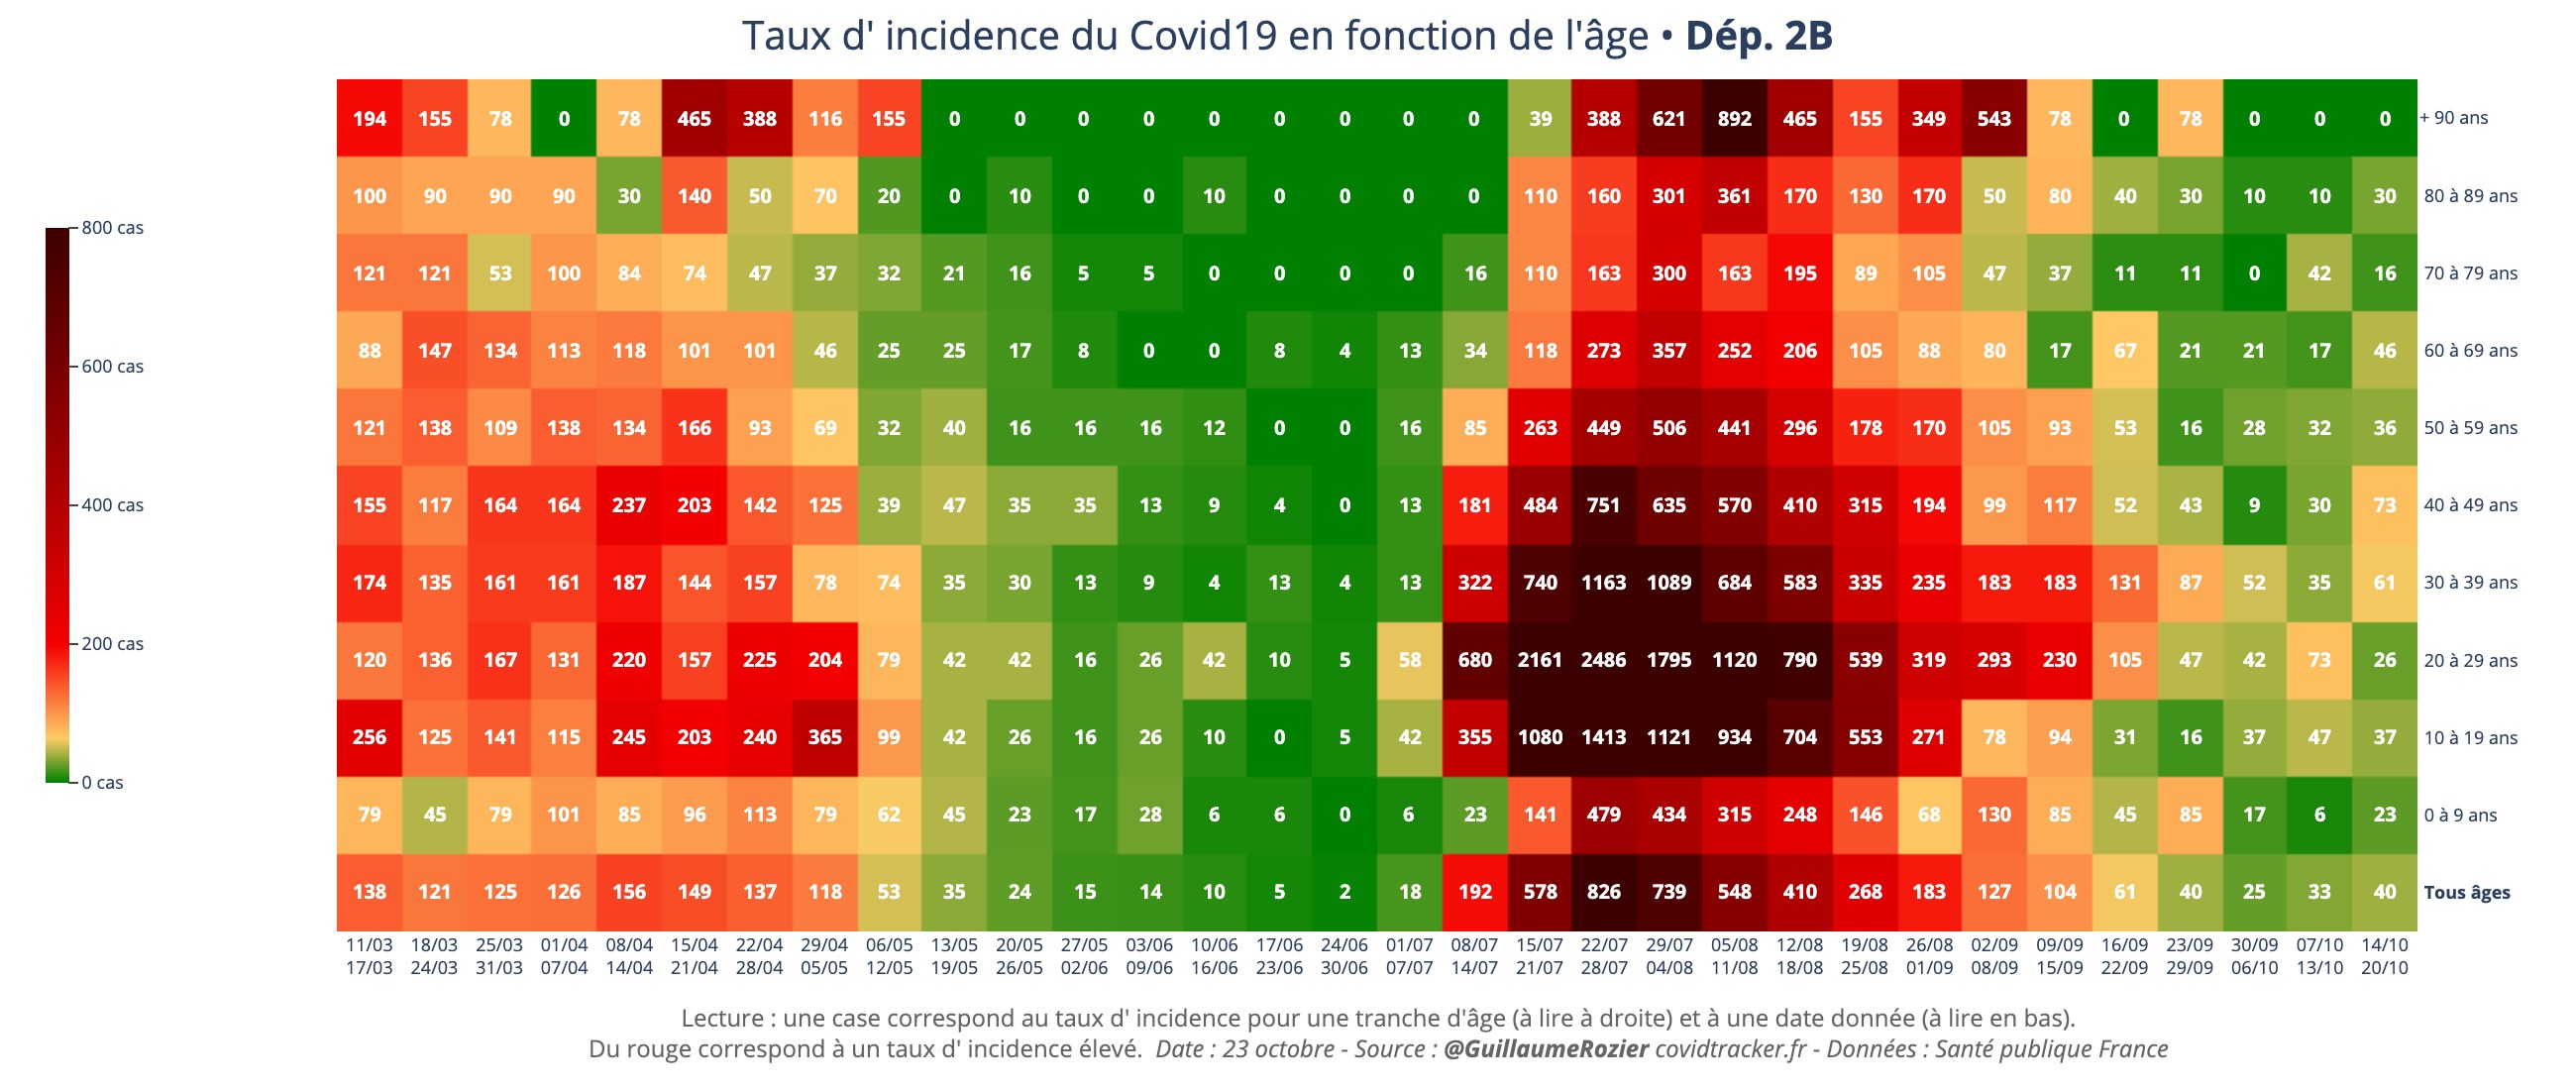 Taux d' incidence du Covid19 en fonction de l'âge • Dép. 2B
194 155 78 0 78 465 388 116 155 0 0 0 0 0 0 0 0 0 39 388 621 892 465 155 349 543 78 0 78 0 0 0 + 90 ans
100 90 90 90 30 140 50 70 20 0 10 0 0 10 0 0 0 0 110 160 301 361 170 130 170 50 80 40 30 10 10 30 80 à 89 ans
800 cas
121 121 53 100 84 74 47 37 32 21 16 5 5 0 0 0 0 16 110 163 300 163 195 89 105 47 37 11 11 0 42 16 70 à 79 ans
88 147 134 113 118 101 101 46 25 25 17 8 0 0 8 4 13 34 118 273 357 252 206 105 88 80 17 67 21 21 17 46 60 à 69 ans
600 cas
121 138 109 138 134 166 93 69 32 40 16 16 16 12 0 0 16 85 263 449 506 441 296 178 170 105 93 53 16 28 32 36 50 à 59 ans
400 cas
155 117 164 164 237 203 142 125 39 47 35 35 13 9 4 0 13 181 484 751 635 570 410 315 194 99 117 52 43 9 30 73 40 à 49 ans
174 135 161 161 187 144 157 78 74 35 30 13 9 4 13 4 13 322 740 1163 1089 684 583 335 235 183 183 131 87 52 35 61 30 à 39 ans
200 cas
120 136 167 131 220 157 225 204 79 42 42 16 26 42 10 5 58 680 2161 2486 1795 1120 790 539 319 293 230 105 47 42 73 26 20 à 29 ans
256 125 141 115 245 203 240 365 99 42 26 16 26 10 0 5 42 355 1080 1413 1121 934 704 553 271 78 94 31 16 37 47 37 10 à 19 ans
0 cas
79 45 79 101 85 96 113 79 62 45 23 17 28 6 6 0 6 23 141 479 434 315 248 146 68 130 85 45 85 17 6 23 0 à 9 ans
138 121 125 126 156 149 137 118 53 35 24 15 14 10 5 2 18 192 578 826 739 548 410 268 183 127 104 61 40 25 33 40 Tous âges
11/03 18/03 25/03 01/04 08/04 15/04 22/04 29/04 06/05 13/05 20/05 27/05 03/06 10/06 17/06 24/06 01/07 08/07 15/07 22/07 29/07 05/08 12/08 19/08 26/08 02/09 09/09 16/09 23/09 30/09 07/10 14/10
17/03 24/03 31/03 07/04 14/04 21/04 28/04 05/05 12/05 19/05 26/05 02/06 09/06 16/06 23/06 30/06 07/07 14/07 21/07 28/07 04/08 11/08 18/08 25/08 01/09 08/09 15/09 22/09 29/09 06/10 13/10 20/10
Lecture : une case correspond au taux d' incidence pour une tranche d'âge (à lire à droite) et à une date donnée (à lire en bas).
Du rouge correspond à un taux d' incidence élevé. Date : 23 octobre - Source : @GuillaumeRozier covidtracker.fr - Données : Santé publique France